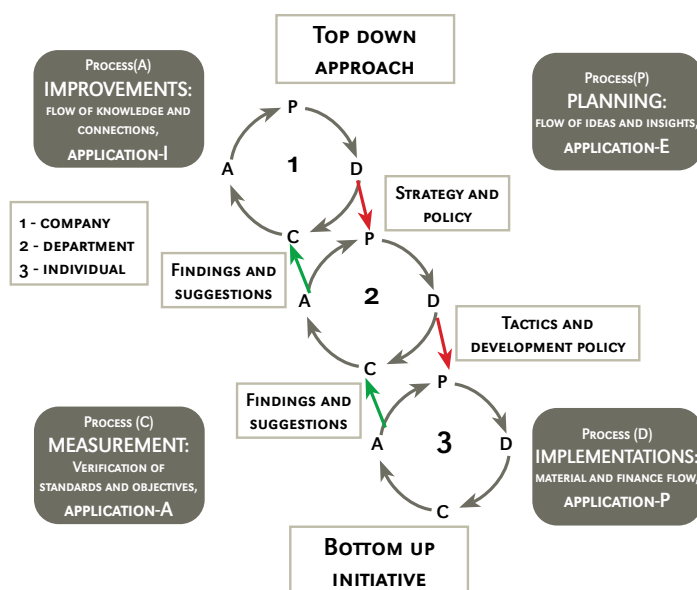 TOP DOWN
APPROACH
PROCESS(A)
IMPROVEMENTS:
FLOW OF KNOWLEDGE AND
CONNECTIONS,
APPLICATION-I
PROCESS(P)
PLANNING:
FLOW OF IDEAS AND INSIGHTS,
APPLICATION-E
P
A
1
D
C
STRATEGY AND
POLICY
1 - COMPANY
2 - DEPARTMENT
3 - INDIVIDUAL
FINDINGS AND
SUGGESTIONS
P
A
2
D
C
TACTICS AND
DEVELOPMENT POLICY
FINDINGS AND
SUGGESTIONS
P
A
3
D
C
PROCESS (C)
MEASUREMENT:
VERIFICATION OF
STANDARDS AND OBJECTIVES,
APPLICATION-A
PROCESS (D)
IMPLEMENTATIONS:
MATERIAL AND FINANCE FLOW,
APPLICATION-P
BOTTOM UP
INITIATIVE